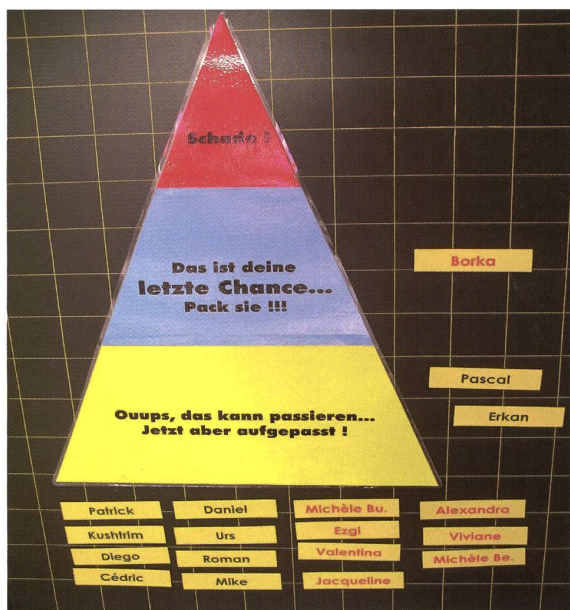 Schade !
Das ist deine
letzte Chance...
Pack sie !!!
Borka
Pascal
Erkan
Ouups, das kann passieren...
Jetzt aber aufgepasst !
Patrick
Daniel
Michèle Bu.
Alexandra
Kushtrim
Urs
Ezgi
Viviane
Diego
Roman
Valentina
Michèle Be.
Cédric
Mike
Jacqueline